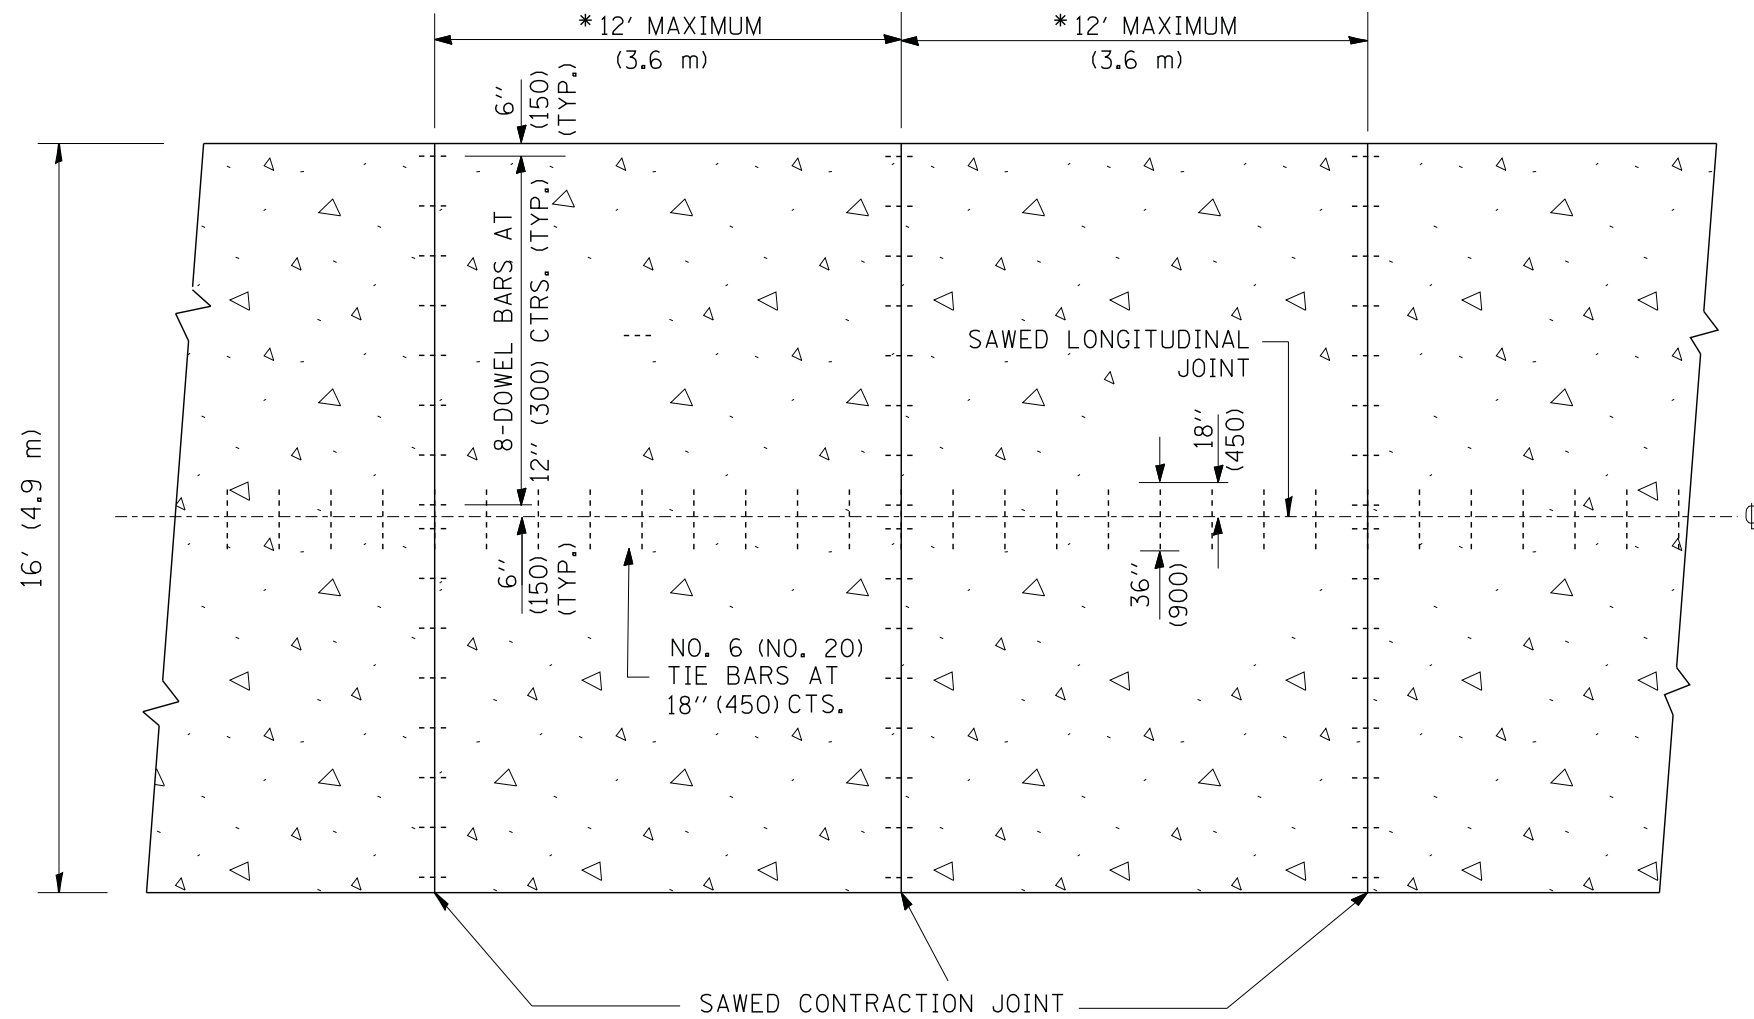 *12' MAXIMUM
(3.6 m)
*12' MAXIMUM
(3.6 m)
6''
(150)
(TYP.)
8-DOWEL BARS AT
12'' (300) CTRS. (TYP.)
SAWED LONGITUDINAL
JOINT
18''
(450)
16' (4.9 m)
6''
(150)
(TYP.)
36''
(900)
NO. 6 (NO. 20)
TIE BARS AT
18'' (450) CTS.
SAWED CONTRACTION JOINT